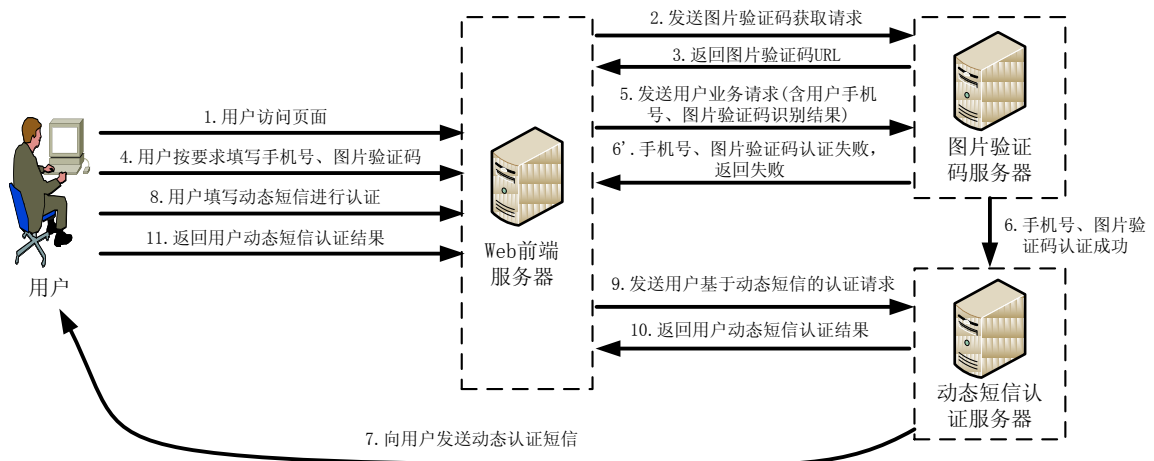 2.发送图片验证码获取请求
3.返回图片验证码URL
1.用户访问页面
5.发送用户业务请求(含用户手机
号、图片验证码识别结果)
4.用户按要求填写手机号、图片验证码
6'.手机号、图片验证码认证失败，
返回失败
图片验证
码服务器
8.用户填写动态短信进行认证
11.返回用户动态短信认证结果
Web前端
服务器
6.手机号、图片验
证码认证成功
用户
9.发送用户基于动态短信的认证请求
10.返回用户动态短信认证结果
动态短信认
证服务器
7.向用户发送动态认证短信